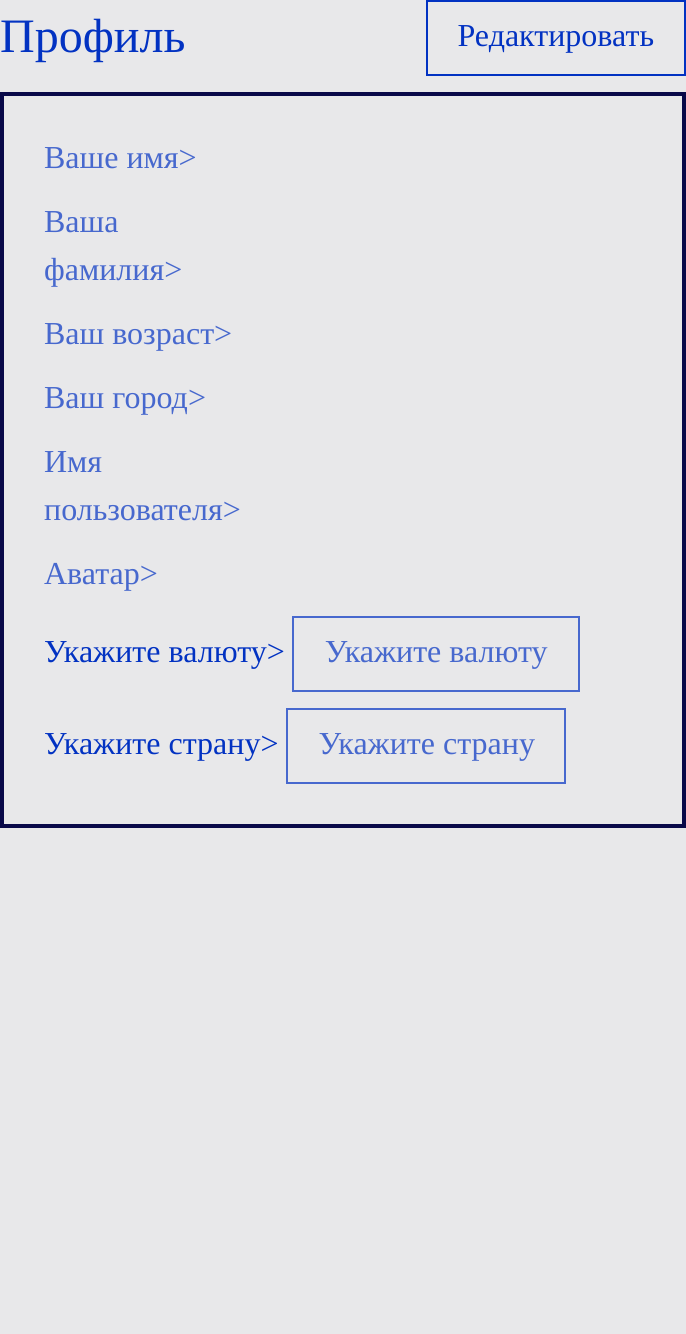 Профиль
Редактировать
Ваше имя>
Ваша
фамилия>
Ваш возраст>
Ваш город>
Имя
пользователя>
Аватар>
Укажите валюту> Укажите валюту
Укажите страну> Укажите страну